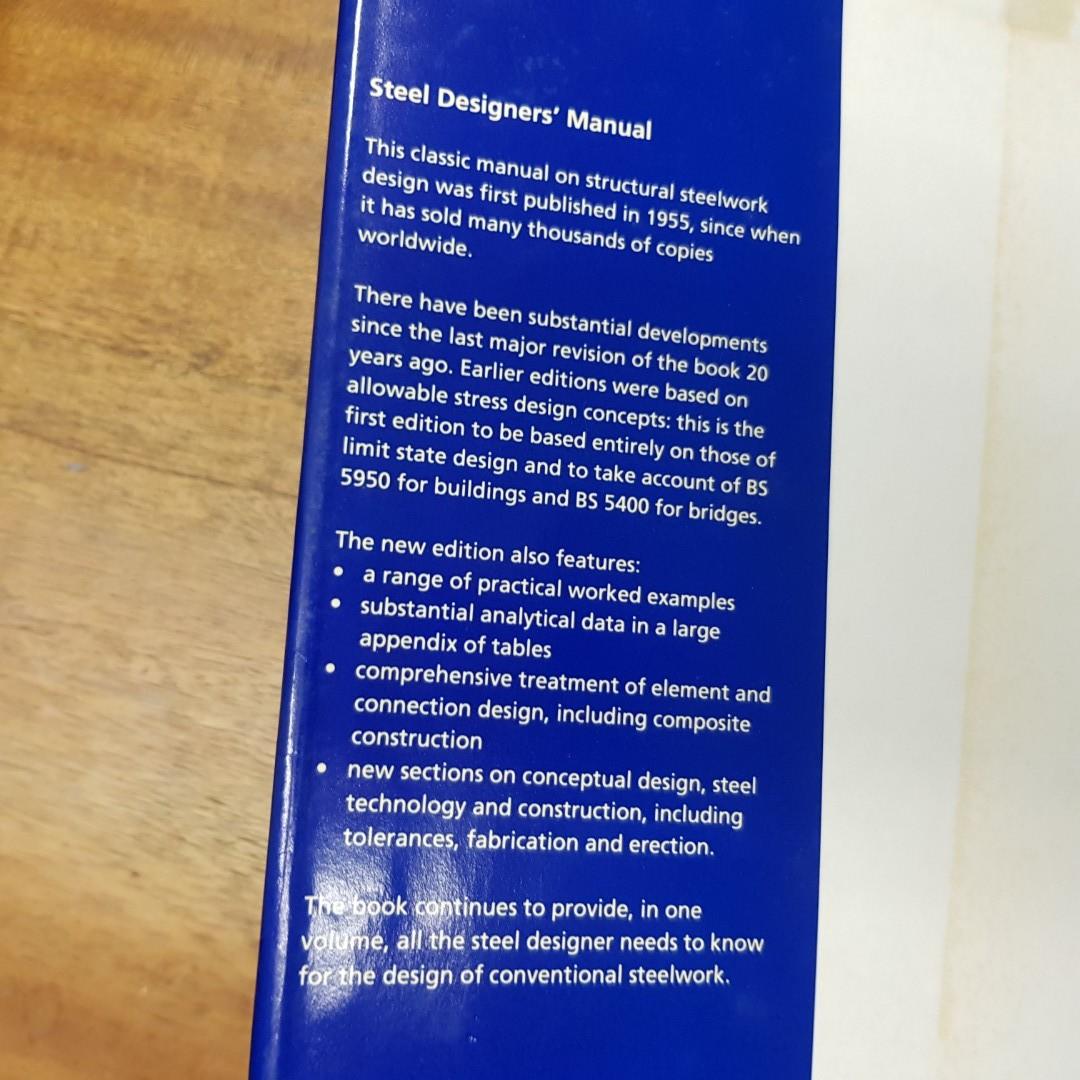 Steel Designers' Manual
This classic manual on structural steelwork
design was first published in 1955, since when
it has sold many thousands of copies
worldwide.
There have been substantial developments
since the last major revision of the book 20
years ago. Earlier editions were based on
allowable stress design concepts: this is the
first edition to be based entirely on those of
limit state design and to take account of BS
5950 for buildings and BS 5400 for bridges.
The new edition also features:
• a range of practical worked examples
• substantial analytical data in a large
appendix of tables
• comprehensive treatment of element and
connection design, including composite
construction
• new sections on conceptual design, steel
technology and construction, including
tolerances, fabrication and erection.
The book continues to provide, in one
volume, all the steel designer needs to know
for the design of conventional steelwork.